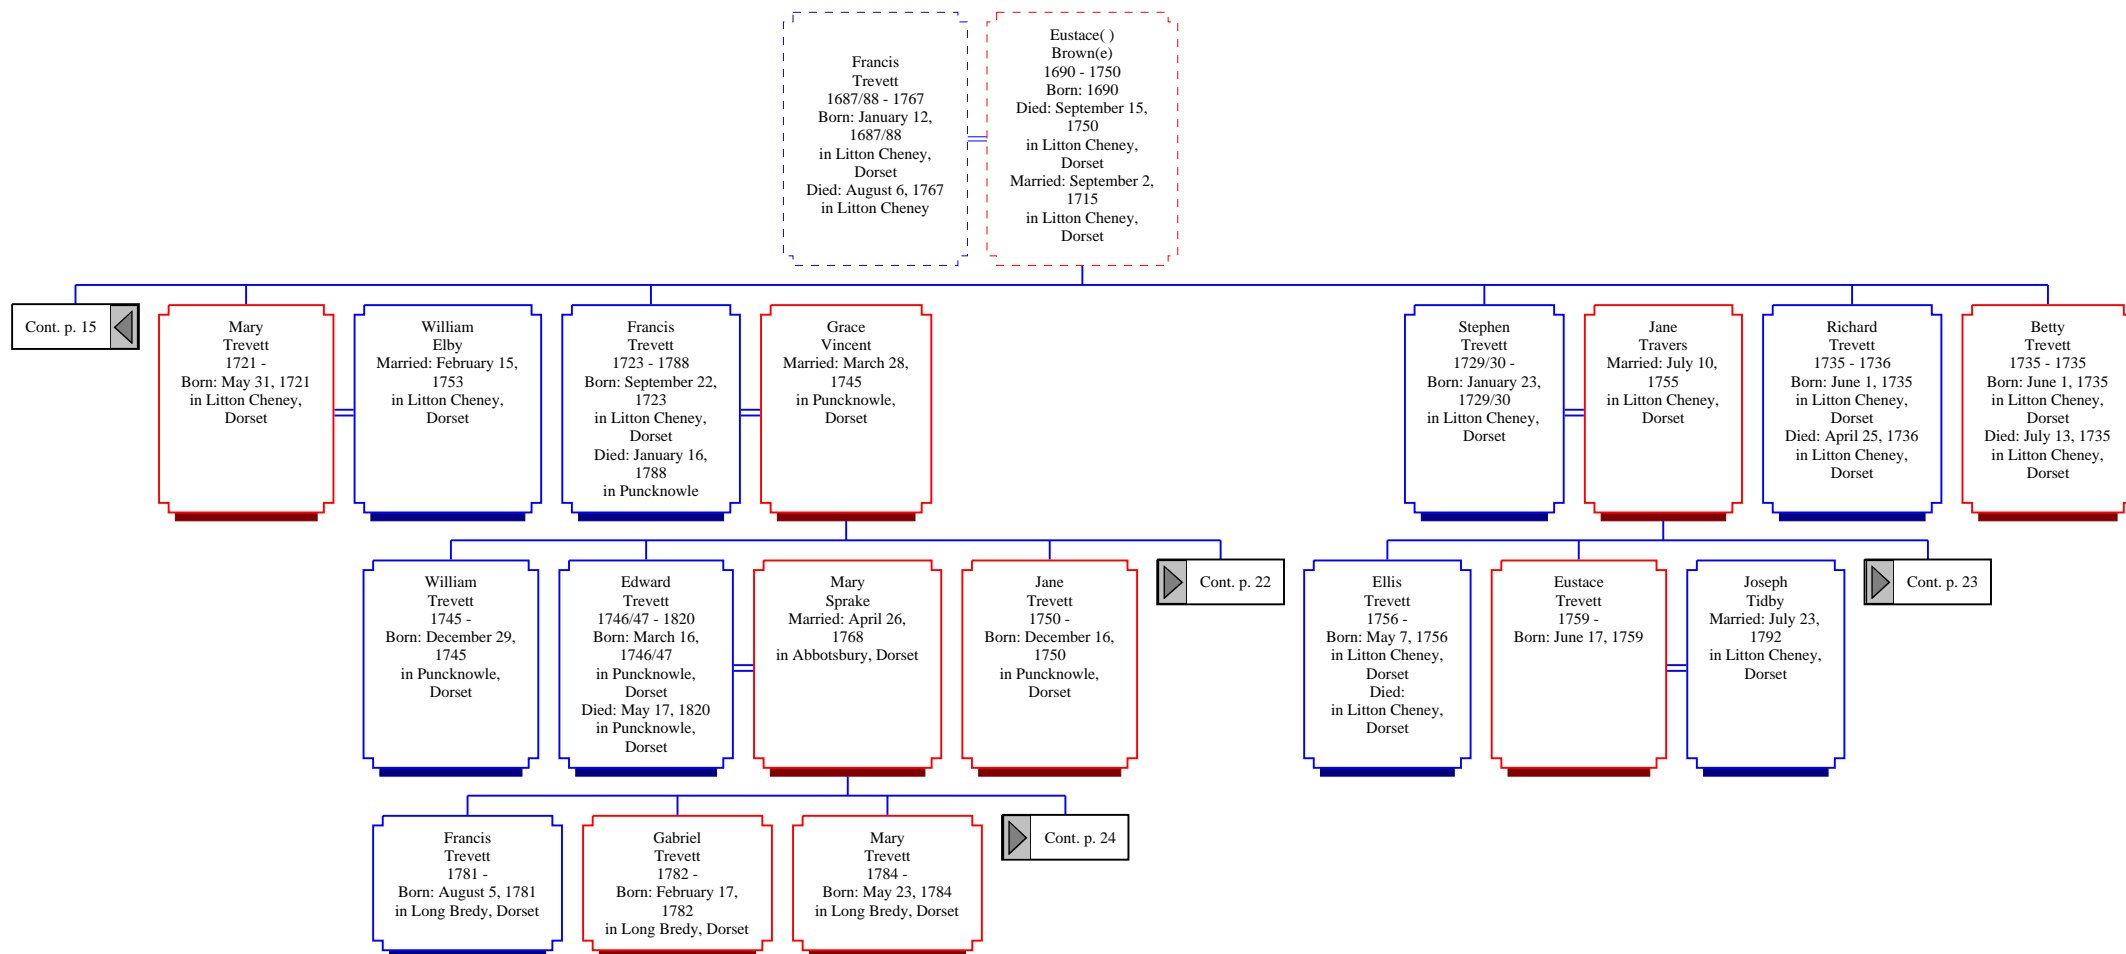 Francis
Trevett
1687/88 - 1767
Born: January 12,
1687/88
in Litton Cheney,
Dorset
Died: August 6, 1767
in Litton Cheney
Eustace( )
Brown(e)
1690 - 1750
Born: 1690
Died: September 15,
1750
in Litton Cheney,
Dorset
Married: September 2,
1715
in Litton Cheney,
Dorset
Cont. p. 15
Mary
Trevett
1721 -
Born: May 31, 1721
in Litton Cheney,
Dorset
William
Elby
Married: February 15,
1753
in Litton Cheney,
Dorset
Francis
Trevett
1723 - 1788
Born: September 22,
1723
in Litton Cheney,
Dorset
Died: January 16,
1788
in Puncknowle
Grace
Vincent
Married: March 28,
1745
in Puncknowle,
Dorset
Stephen
Trevett
1729/30 -
Born: January 23,
1729/30
in Litton Cheney,
Dorset
Jane
Travers
Married: July 10,
1755
in Litton Cheney,
Dorset
Richard
Trevett
1735 - 1736
Born: June 1, 1735
in Litton Cheney,
Dorset
Died: April 25, 1736
in Litton Cheney,
Dorset
Betty
Trevett
1735 - 1735
Born: June 1, 1735
in Litton Cheney,
Dorset
Died: July 13, 1735
in Litton Cheney,
Dorset
William
Trevett
1745 -
Born: December 29,
1745
in Puncknowle,
Dorset
Edward
Trevett
1746/47 - 1820
Born: March 16,
1746/47
in Puncknowle,
Dorset
Died: May 17, 1820
in Puncknowle,
Dorset
Mary
Sprake
Married: April 26,
1768
in Abbotsbury, Dorset
Jane
Trevett
1750 -
Born: December 16,
1750
in Puncknowle,
Dorset
Cont. p. 22
Ellis
Trevett
1756 -
Born: May 7, 1756
in Litton Cheney,
Dorset
Died:
in Litton Cheney,
Dorset
Eustace
Trevett
1759 -
Born: June 17, 1759
Joseph
Tidby
Married: July 23,
1792
in Litton Cheney,
Dorset
Cont. p. 23
Francis
Trevett
1781 -
Born: August 5, 1781
in Long Bredy, Dorset
Gabriel
Trevett
1782 -
Born: February 17,
1782
in Long Bredy, Dorset
Mary
Trevett
1784 -
Born: May 23, 1784
in Long Bredy, Dorset
Cont. p. 24